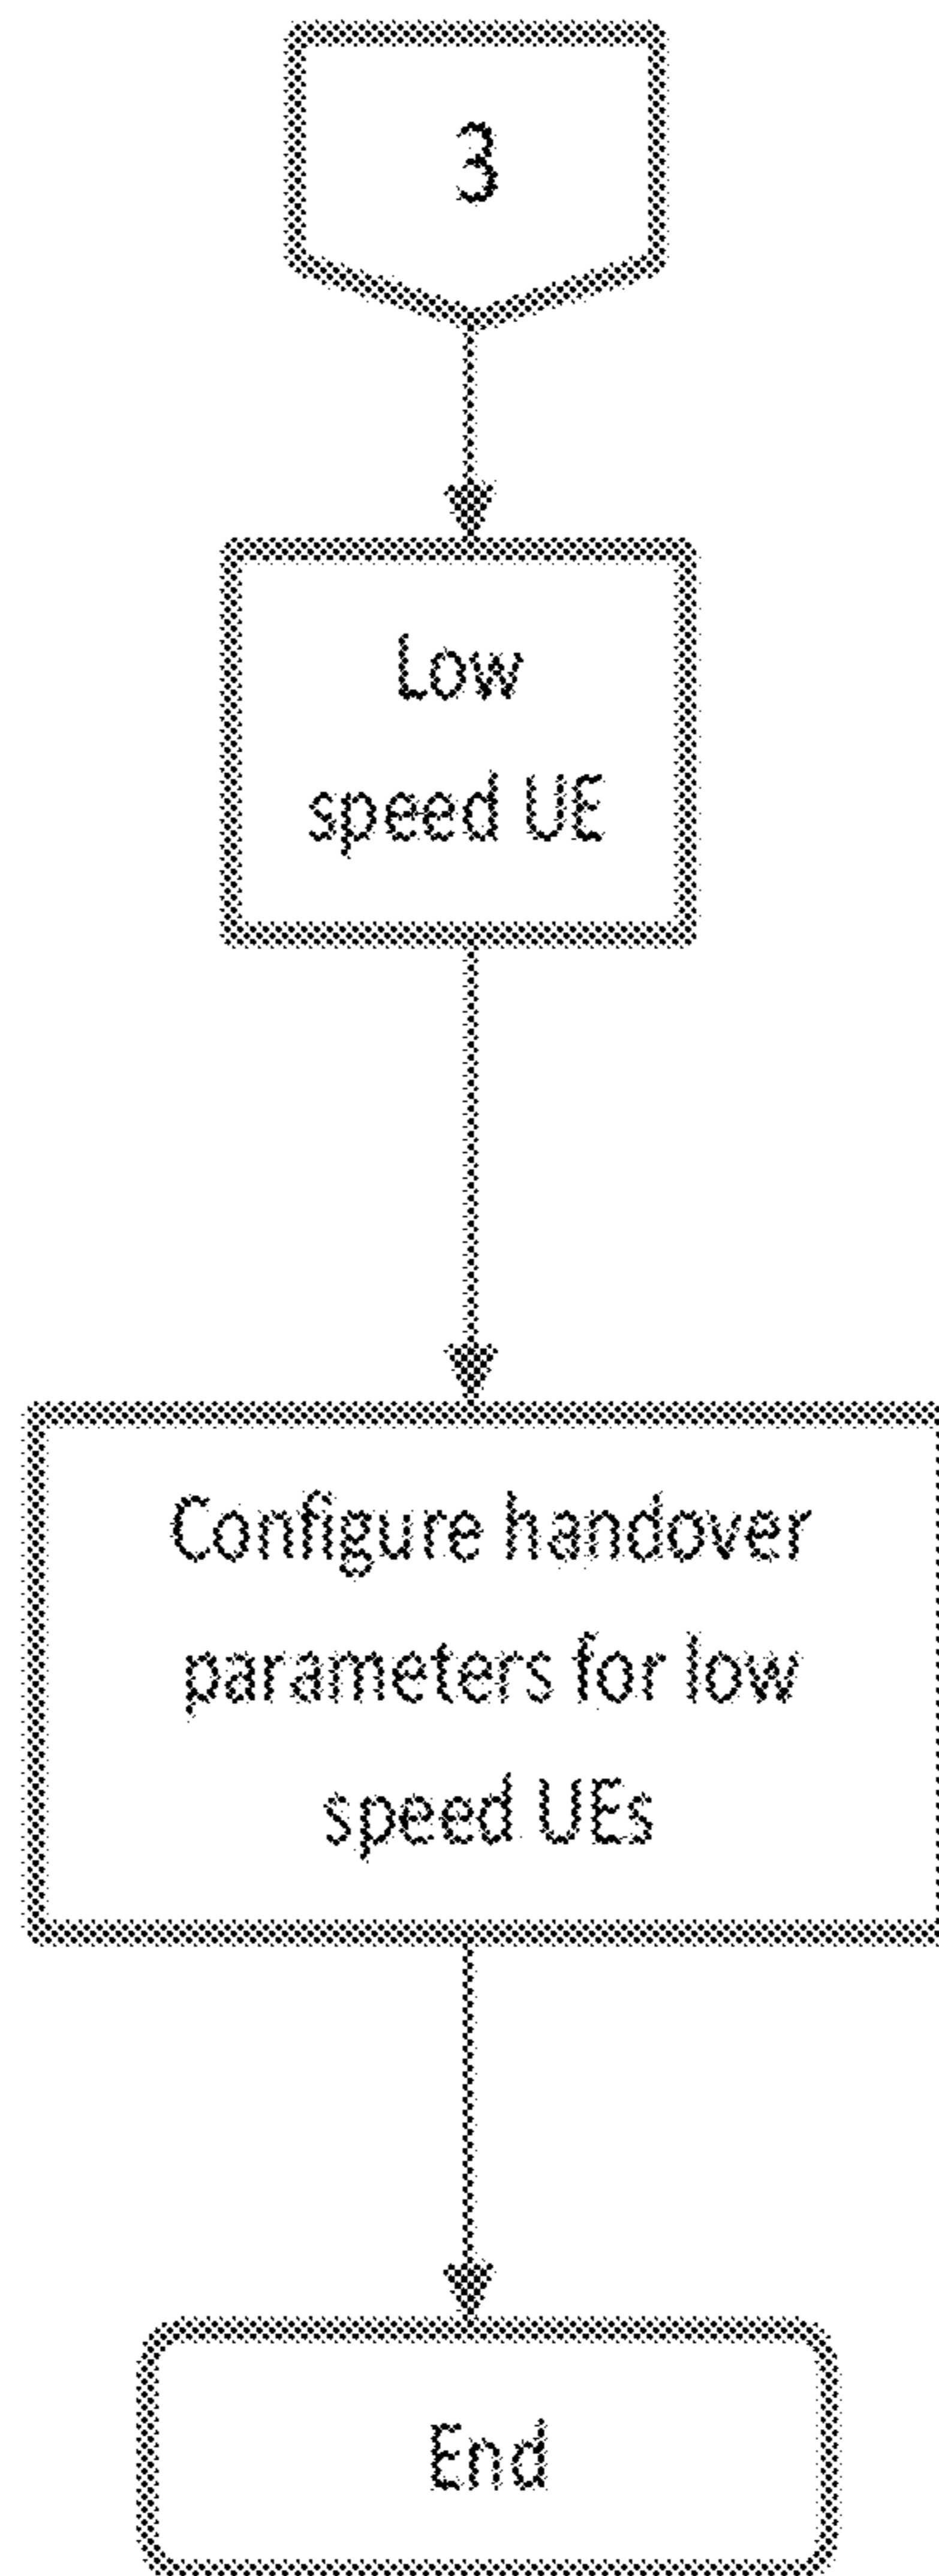 3
Low
speed UE
Configure handover
parameters for low
speed UEs
End